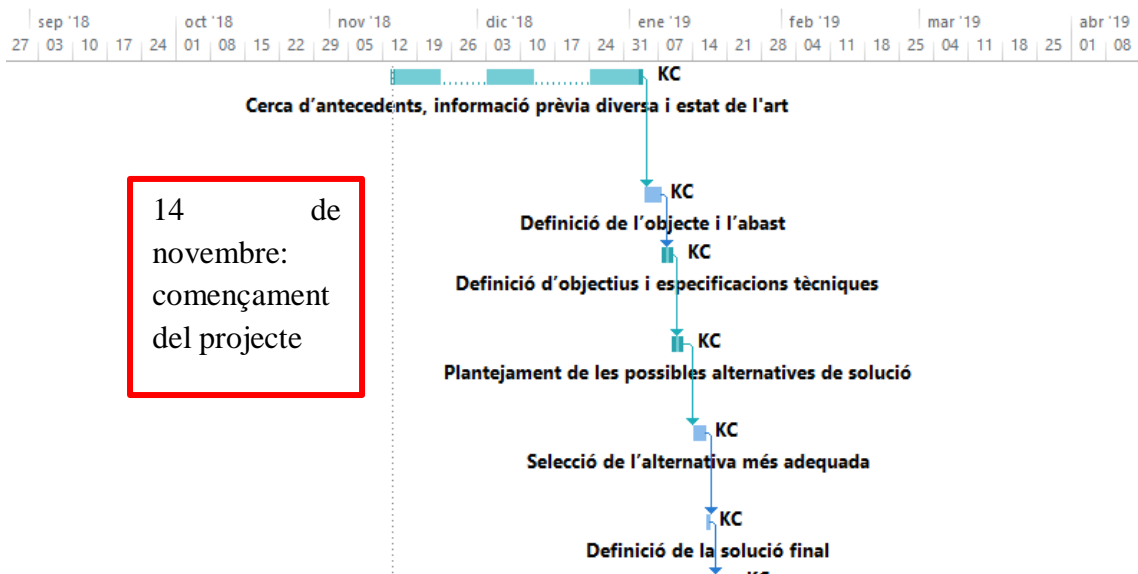 sep '18 oct '18 nov '18 dic '18 ene '19 feb '19 mar '19 abr '19
27 03 10 17 24 01 08 15 22 29 05 12 19 26 03 10 17 24 31 07 14 21 28 04 11 18 25 04 11 18 25 01 08
KC
Cerca d'antecedents, informació prèvia diversa i estat de l'art
14 de
novembre:
començament
del projecte
KC
Definició de l'objecte i l'abast
KC
Definició d'objectius i especificacions tècniques
KC
Plantejament de les possibles alternatives de solució
KC
Selecció de l'alternativa més adequada
KC
Definició de la solució final